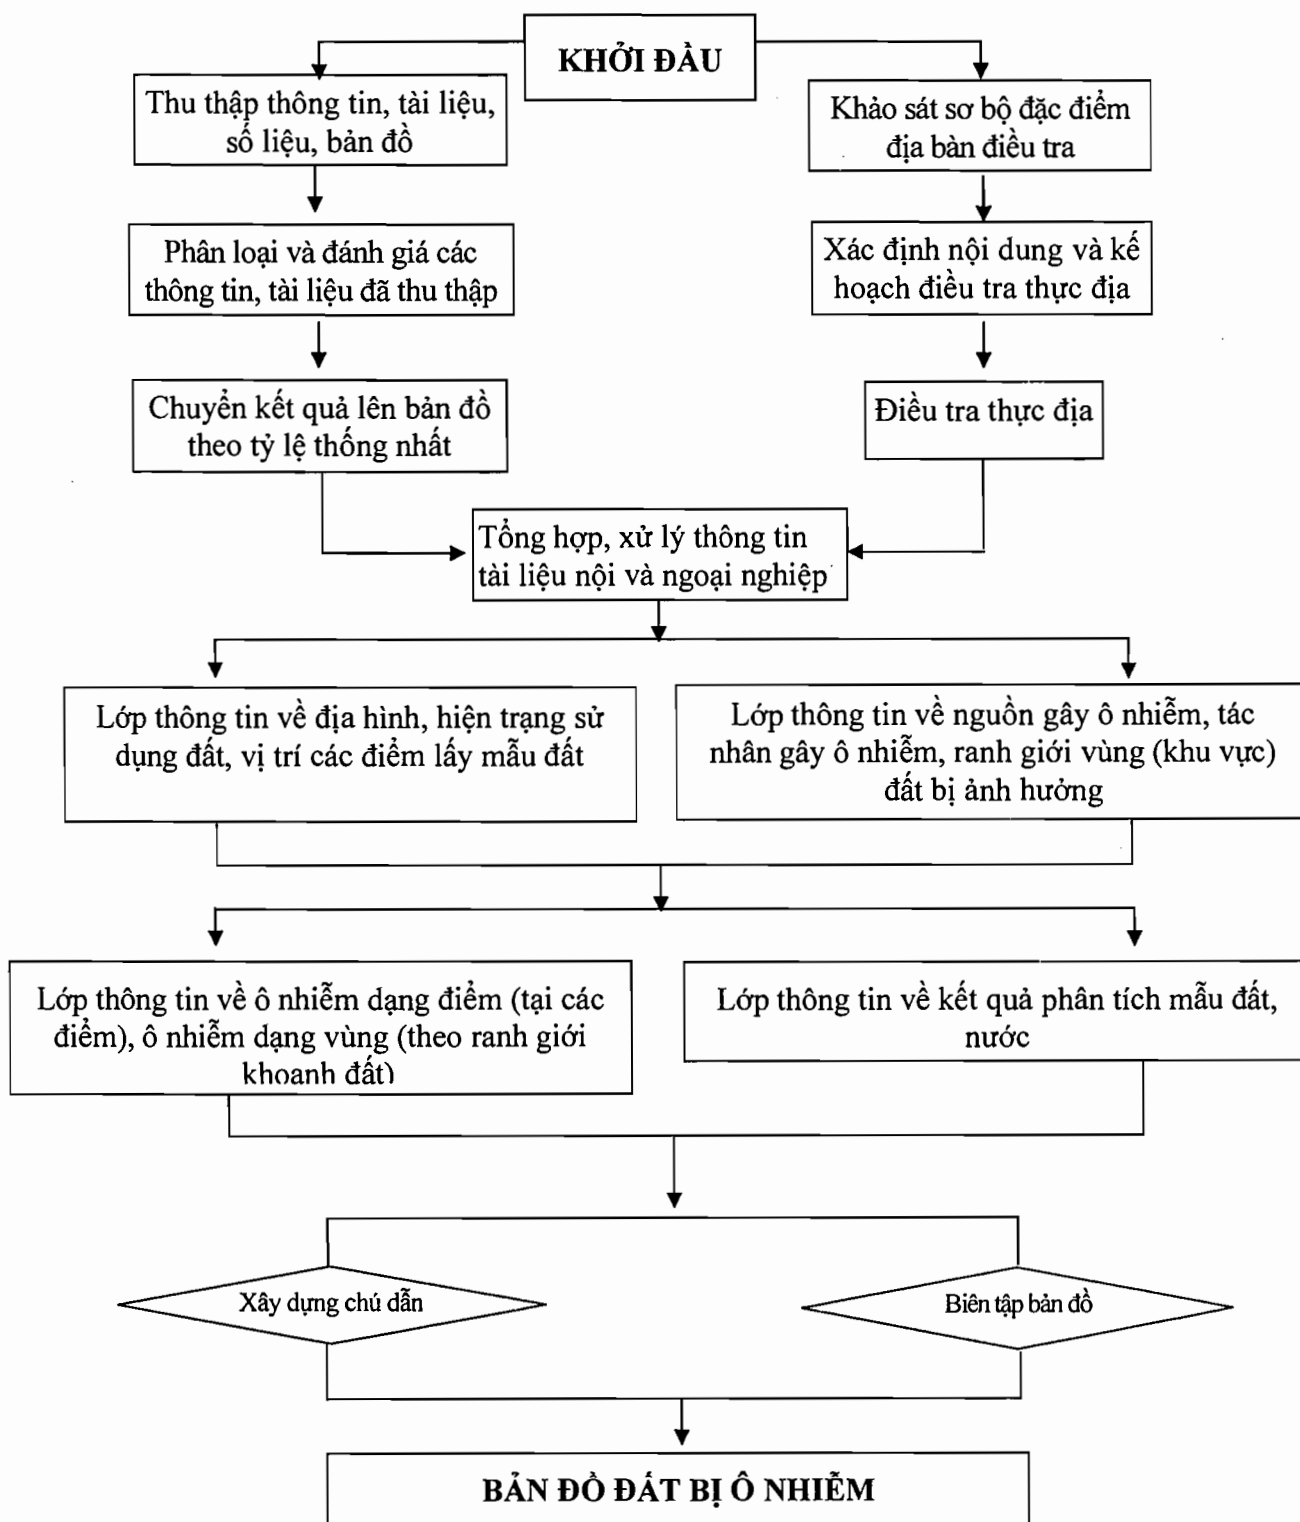 KHỞI ĐẦU
Thu thập thông tin, tài liệu,
số liệu, bản đồ
Khảo sát sơ bộ đặc điểm
địa bàn điều tra
Phân loại và đánh giá các
thông tin, tài liệu đã thu thập
Xác định nội dung và kế
hoạch điều tra thực địa
Chuyển kết quả lên bản đồ
theo tỷ lệ thống nhất
Điều tra thực địa
Tổng hợp, xử lý thông tin
tài liệu nội và ngoại nghiệp
Lớp thông tin về địa hình, hiện trạng sử
dụng đất, vị trí các điểm lấy mẫu đất
Lớp thông tin về nguồn gây ô nhiễm, tác
nhân gây ô nhiễm, ranh giới vùng (khu vực)
đất bị ảnh hưởng
Lớp thông tin về ô nhiễm dạng điểm (tại các
điểm), ô nhiễm dạng vùng (theo ranh giới
khoanh đất)
Lớp thông tin về kết quả phân tích mẫu đất,
nước
Xây dựng chú dẫn
Biên tập bản đồ
BẢN ĐỒ ĐẤT BỊ Ô NHIỄM